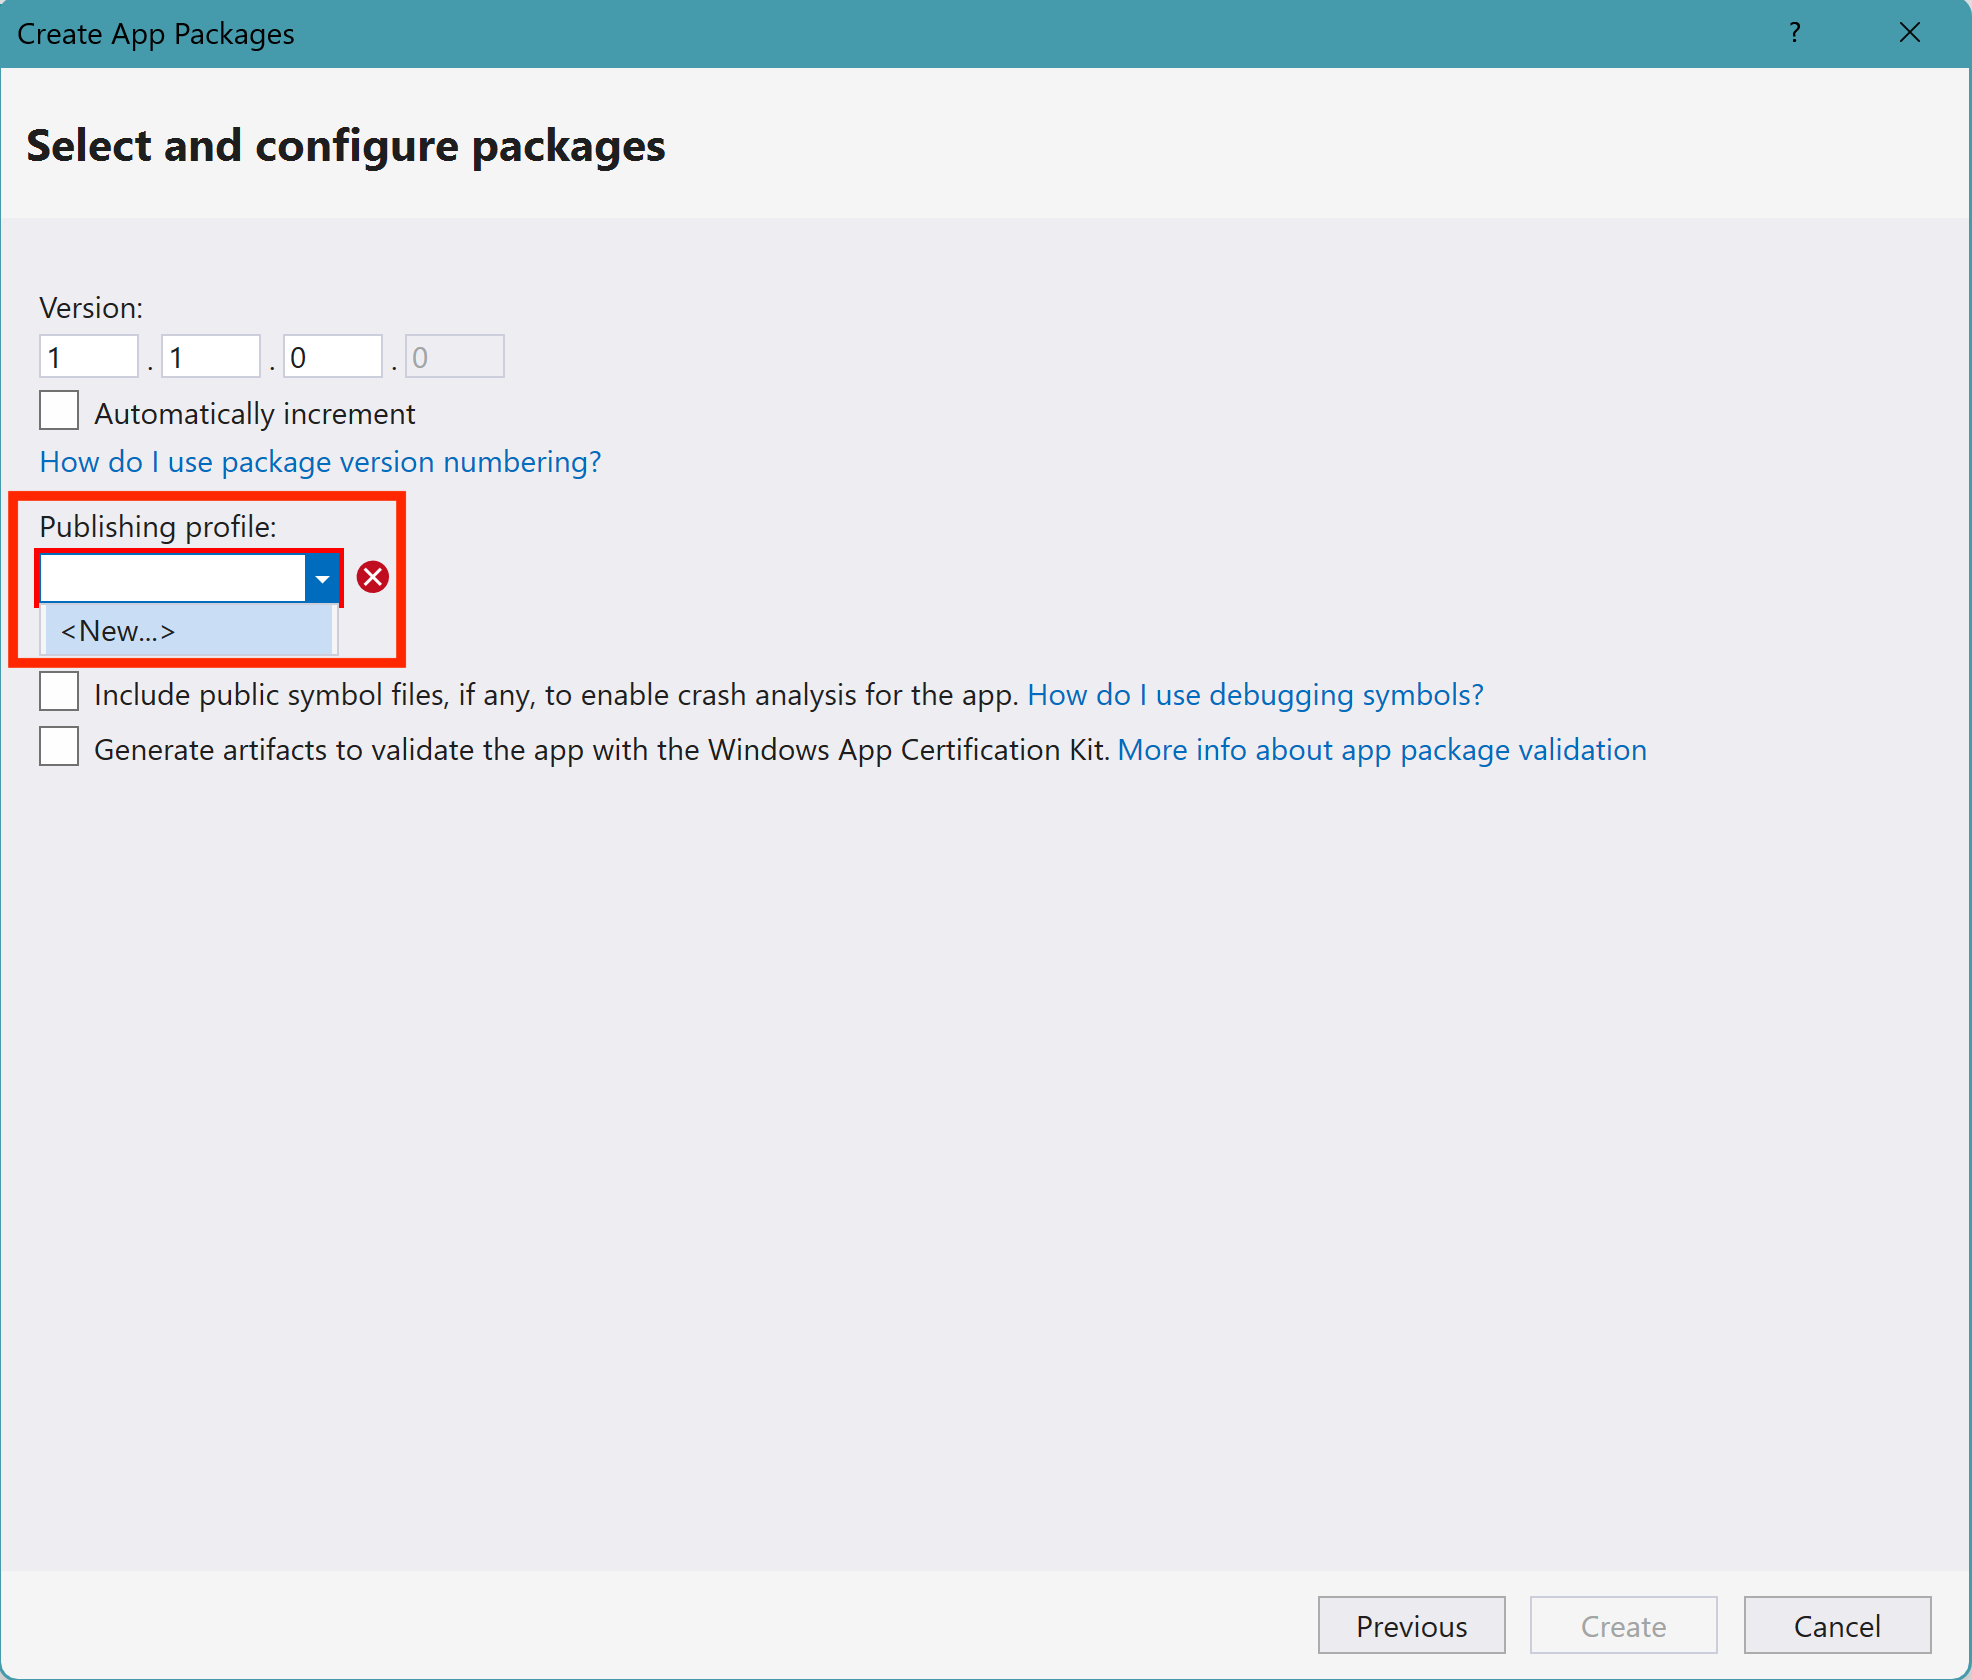 Create App Packages ?
Select and configure packages
Version:
1 . 1 . 0 . 0
Automatically increment
How do I use package version numbering?
Publishing profile:
<New...>
Include public symbol files, if any, to enable crash analysis for the app. How do I use debugging symbols?
Generate artifacts to validate the app with the Windows App Certification Kit. More info about app package validation
Previous Create Cancel